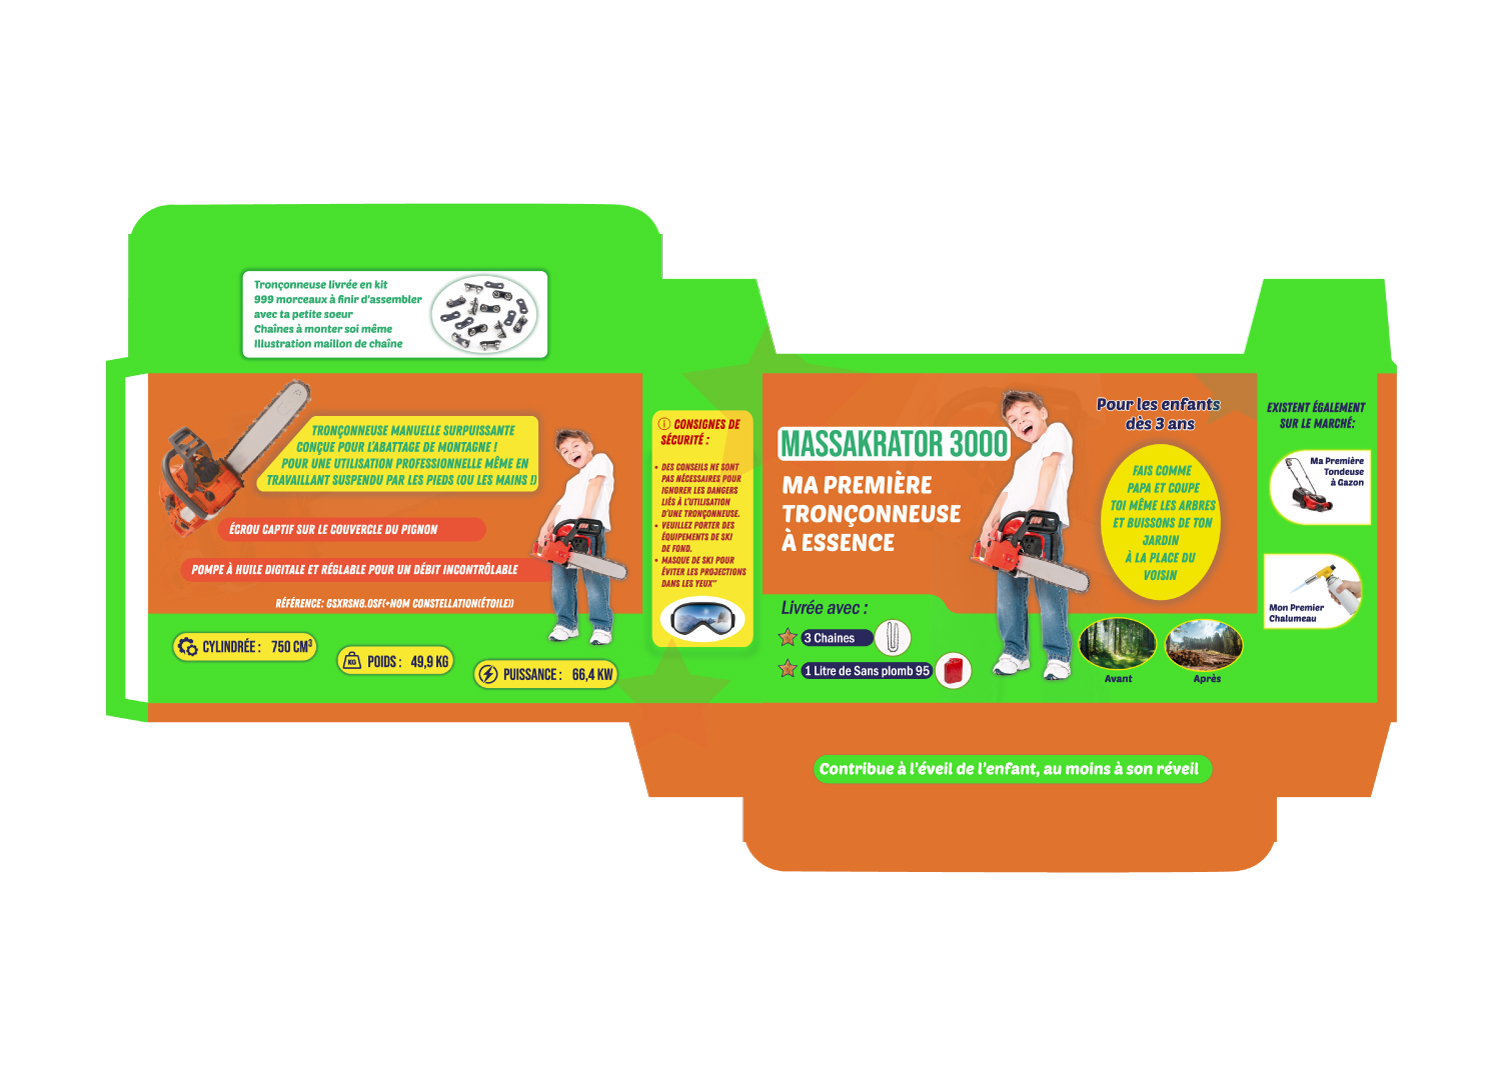 Tronçonneuse livrée en kit
999 morceaux à finir d'assembler
avec ta petite soeur
Chaînes à monter soi même
Illustration maillon de chaîne
TRONÇONNEUSE MANUELLE SURPUISSANTE
CONÇUE POUR L'ABATTAGE DE MONTAGNE !
POUR UNE UTILISATION PROFESSIONNELLE MÊME EN
TRAVAILLANT SUSPENDU PAR LES PIEDS (OU LES MAINS !)
ÉCROU CAPTIF SUR LE COUVERCLE DU PIGNON
POMPE À HUILE DIGITALE ET RÉGLABLE POUR UN DÉBIT INCONTRÔLABLE
RÉFÉRENCE: GSXRSN8.OSF(+NOM CONSTELLATION(ÉTOILE))
CYLINDRÉE : 750 CM³
KG POIDS : 49,9 KG
PUISSANCE : 66,4 KW
CONSIGNES DE
SÉCURITÉ :
• DES CONSEILS NE SONT
PAS NÉCESSAIRES POUR
IGNORER LES DANGERS
LIÉS À L'UTILISATION
D'UNE TRONÇONNEUSE.
• VEUILLEZ PORTER DES
ÉQUIPEMENTS DE SKI
DE FOND.
• MASQUE DE SKI POUR
ÉVITER LES PROJECTIONS
DANS LES YEUX"
MASSAKRATOR 3000
MA PREMIÈRE
TRONÇONNEUSE
À ESSENCE
Livrée avec :
3 Chaines
1 Litre de Sans plomb 95
Pour les enfants
dès 3 ans
FAIS COMME
PAPA ET COUPE
TOI MÊME LES ARBRES
ET BUISSONS DE TON
JARDIN
À LA PLACE DU
VOISIN
Avant
Après
EXISTENT ÉGALEMENT
SUR LE MARCHÉ:
Ma Première
Tondeuse
à Gazon
Mon Premier
Chalumeau
Contribue à l'éveil de l'enfant, au moins à son réveil